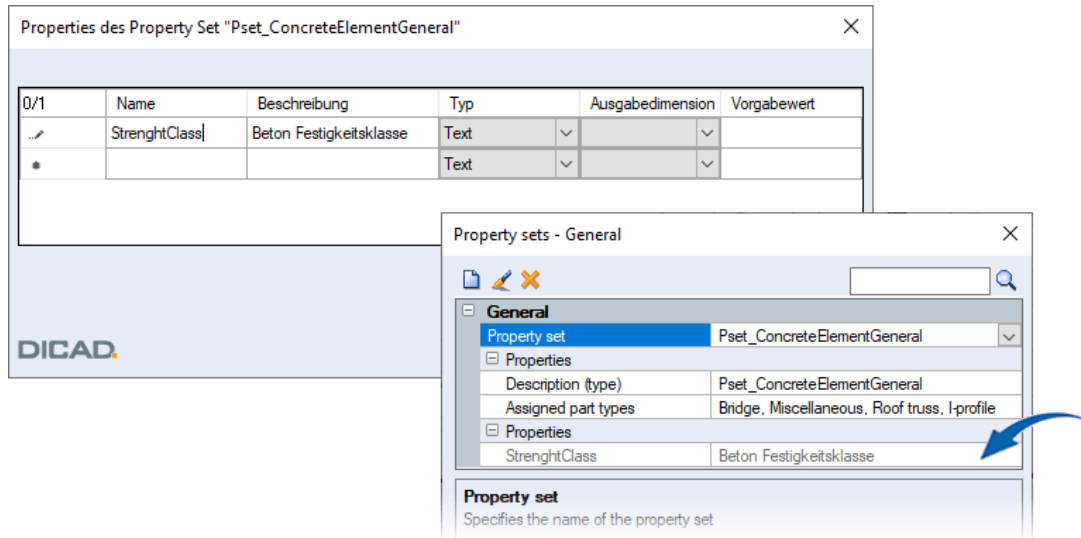 Properties des Property Set "Pset_ConcreteElementGeneral"
0/1 Name Beschreibung Typ Ausgabedimension Vorgabewert
StrenghtClass Beton Festigkeitsklasse Text
Text
DICAD.
Property sets - General
General
Property set Pset_ConcreteElementGeneral
Properties
Description (type) Pset_ConcreteElementGeneral
Assigned part types Bridge, Miscellaneous, Roof truss, I-profile
Properties
StrenghtClass Beton Festigkeitsklasse
Property set
Specifies the name of the property set